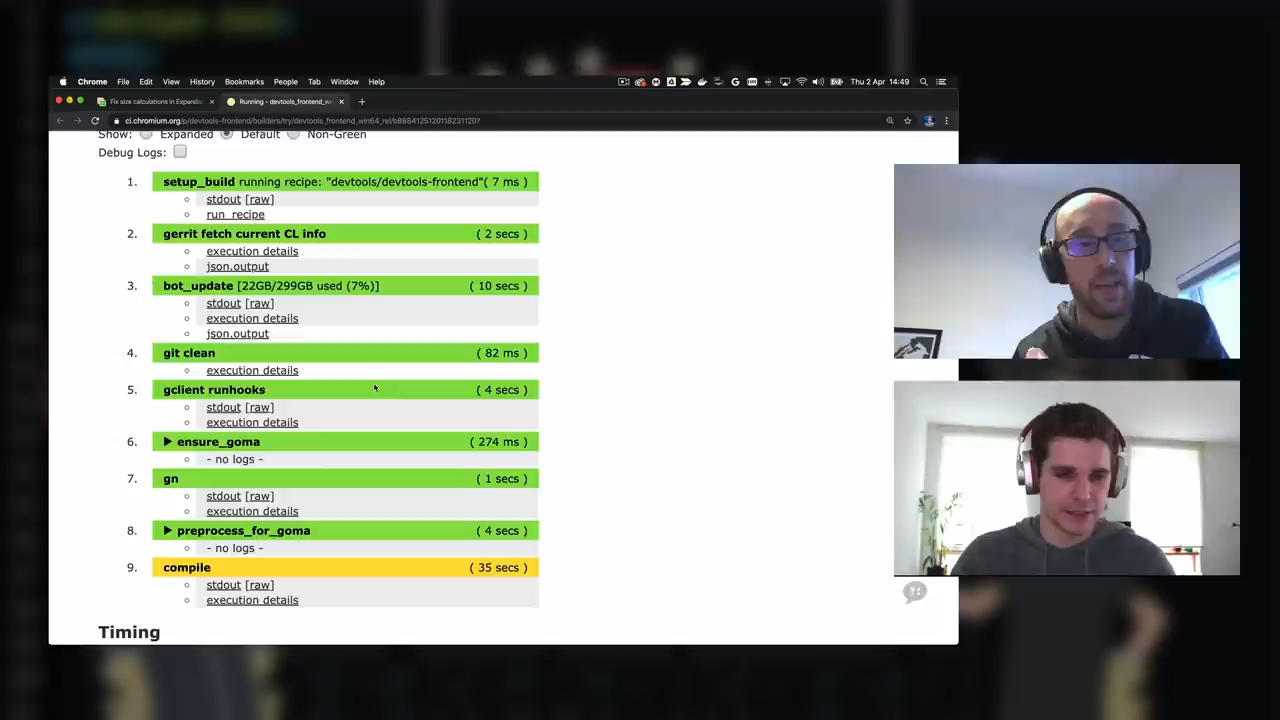 Chrome File Edit View History Bookmarks People Tab Window Help Thu 2 Apr 14:49
Fix size calculations in Expanda Running - devtools_frontend_w
ci.chromium.org/p/devtools-frontend/builders/try/devtools_frontend_win64_rel/b8884125120118231120?
Show: Expanded Default Non-Green
Debug Logs:
1. setup_build running recipe: "devtools/devtools-frontend"( 7 ms )
stdout [raw]
run_recipe
2. gerrit fetch current CL info ( 2 secs )
execution details
json.output
3. bot_update [22GB/299GB used (7%)] ( 10 secs )
stdout [raw]
execution details
json.output
4. git clean ( 82 ms )
execution details
5. gclient runhooks ( 4 secs )
stdout [raw]
execution details
6. ensure_goma ( 274 ms )
- no logs -
7. gn ( 1 secs )
stdout [raw]
execution details
8. preprocess_for_goma ( 4 secs )
- no logs -
9. compile ( 35 secs )
stdout [raw]
execution details
Timing